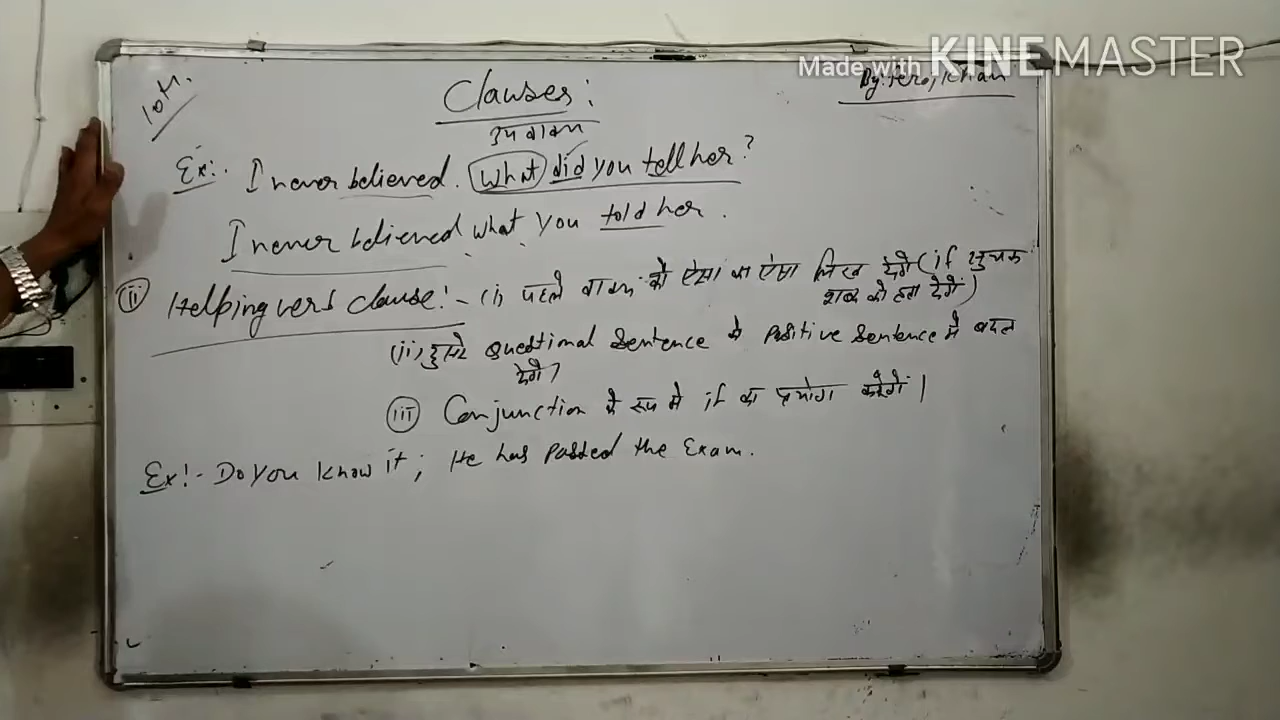 Made with KINEMASTER
10th.
Clauses:
By: Feroj Khan
उपवाक्य
Ex:. I never believed. What did you tell her?
I never believed what you told her.
(ii) Helping verb clause:- (i) पहले वाक्य को ऐसा का ऐसा लिख देंगे (it सुचक
शब्द को हटा देंगे)
(ii) दुसरे Questional Sentence को Positive Sentence में बदल
देंगे।
(iii) Conjunction के रूप में if का प्रयोग करेंगे।
Ex:- Do you know it; He has passed the Exam.